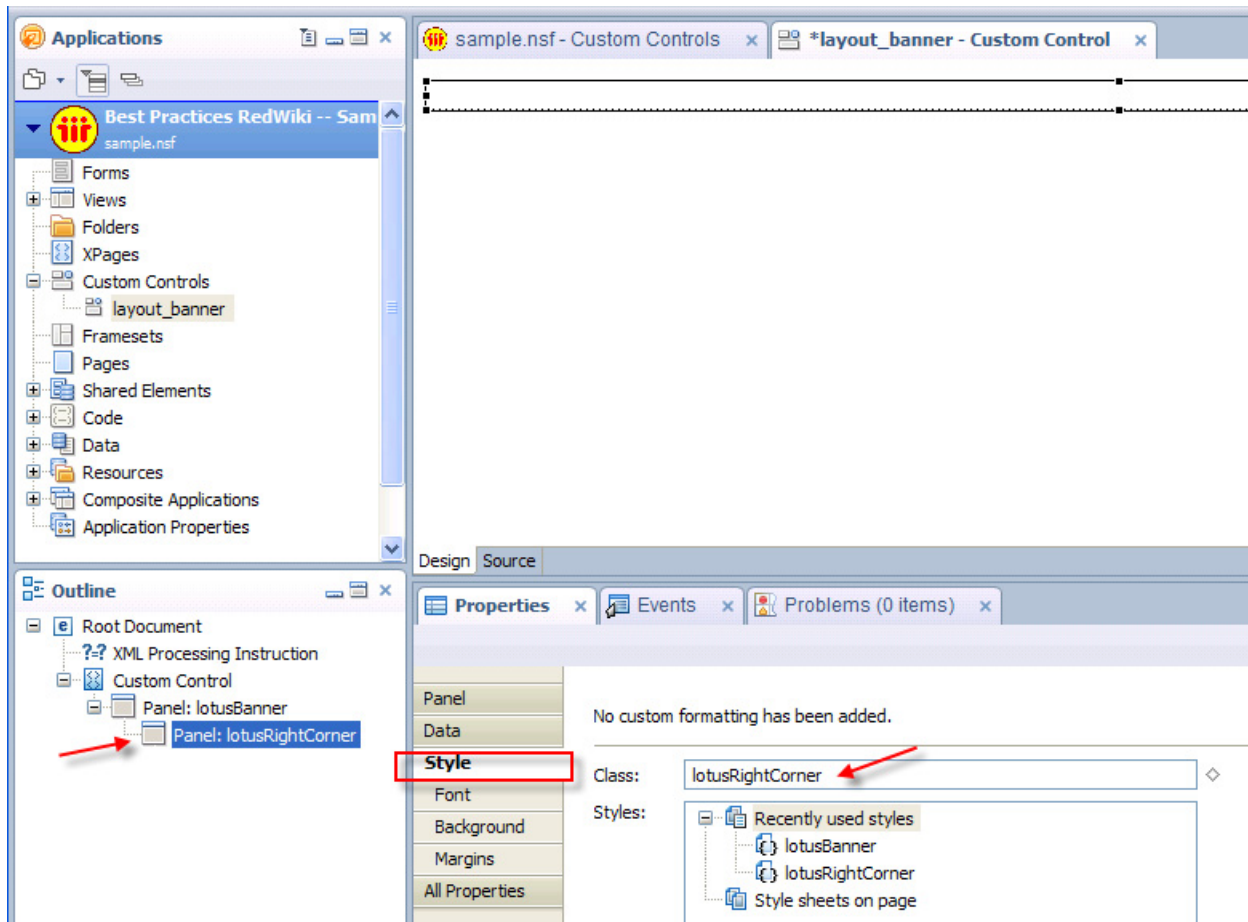 Applications
Best Practices RedWiki -- Sam
sample.nsf
Forms
Views
Folders
XPages
Custom Controls
layout_banner
Framesets
Pages
Shared Elements
Code
Data
Resources
Composite Applications
Application Properties
sample.nsf - Custom Controls
*layout_banner - Custom Control
Design
Source
Outline
Root Document
?=? XML Processing Instruction
Custom Control
Panel: lotusBanner
Panel: lotusRightCorner
Properties
Events
Problems (0 items)
Panel
Data
Style
Font
Background
Margins
All Properties
No custom formatting has been added.
Class: lotusRightCorner
Styles:
Recently used styles
lotusBanner
lotusRightCorner
Style sheets on page